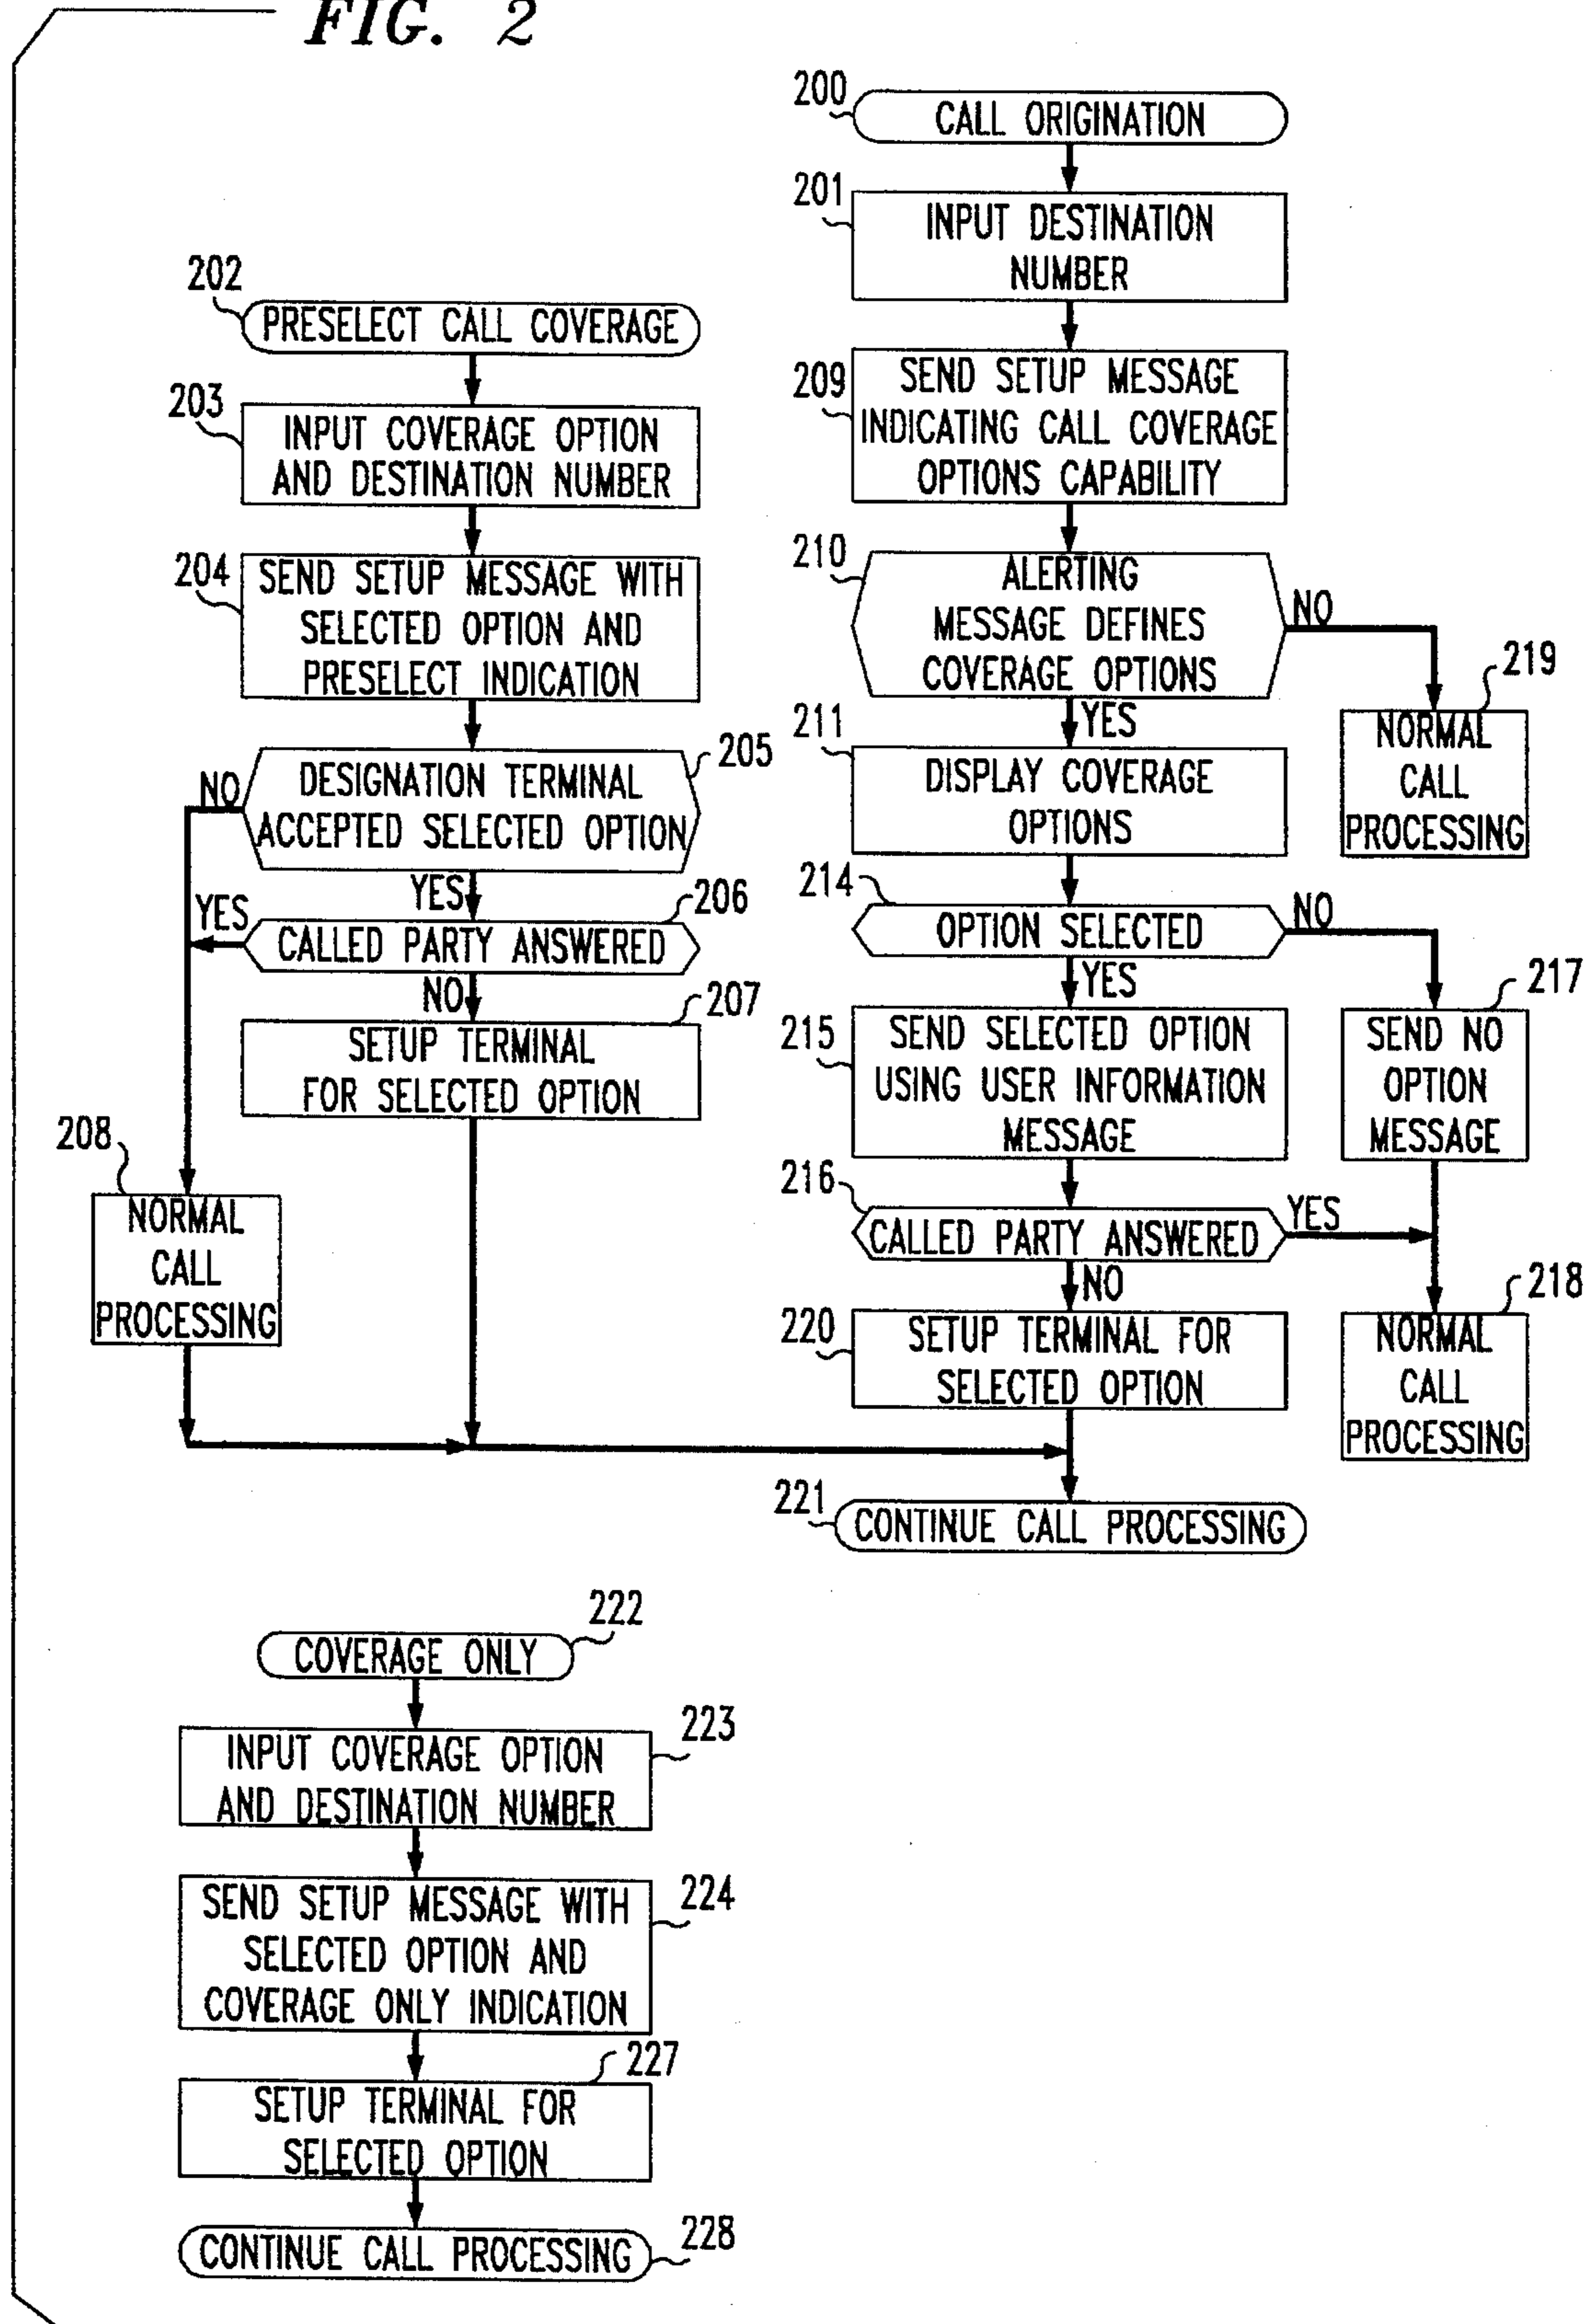 FIG. 2
200
CALL ORIGINATION
201
INPUT DESTINATION
NUMBER
209
SEND SETUP MESSAGE
INDICATING CALL COVERAGE
OPTIONS CAPABILITY
210
ALERTING
MESSAGE DEFINES
COVERAGE OPTIONS
NO
219
NORMAL
CALL
PROCESSING
YES
211
DISPLAY COVERAGE
OPTIONS
214
OPTION SELECTED
NO
217
SEND NO
OPTION
MESSAGE
YES
215
SEND SELECTED OPTION
USING USER INFORMATION
MESSAGE
216
CALLED PARTY ANSWERED
YES
218
NORMAL
CALL
PROCESSING
NO
220
SETUP TERMINAL FOR
SELECTED OPTION
221
CONTINUE CALL PROCESSING
202
PRESELECT CALL COVERAGE
203
INPUT COVERAGE OPTION
AND DESTINATION NUMBER
204
SEND SETUP MESSAGE WITH
SELECTED OPTION AND
PRESELECT INDICATION
205
DESIGNATION TERMINAL
ACCEPTED SELECTED OPTION
NO
YES
206
CALLED PARTY ANSWERED
YES
NO
207
SETUP TERMINAL
FOR SELECTED OPTION
208
NORMAL
CALL
PROCESSING
222
COVERAGE ONLY
223
INPUT COVERAGE OPTION
AND DESTINATION NUMBER
224
SEND SETUP MESSAGE WITH
SELECTED OPTION AND
COVERAGE ONLY INDICATION
227
SETUP TERMINAL FOR
SELECTED OPTION
228
CONTINUE CALL PROCESSING